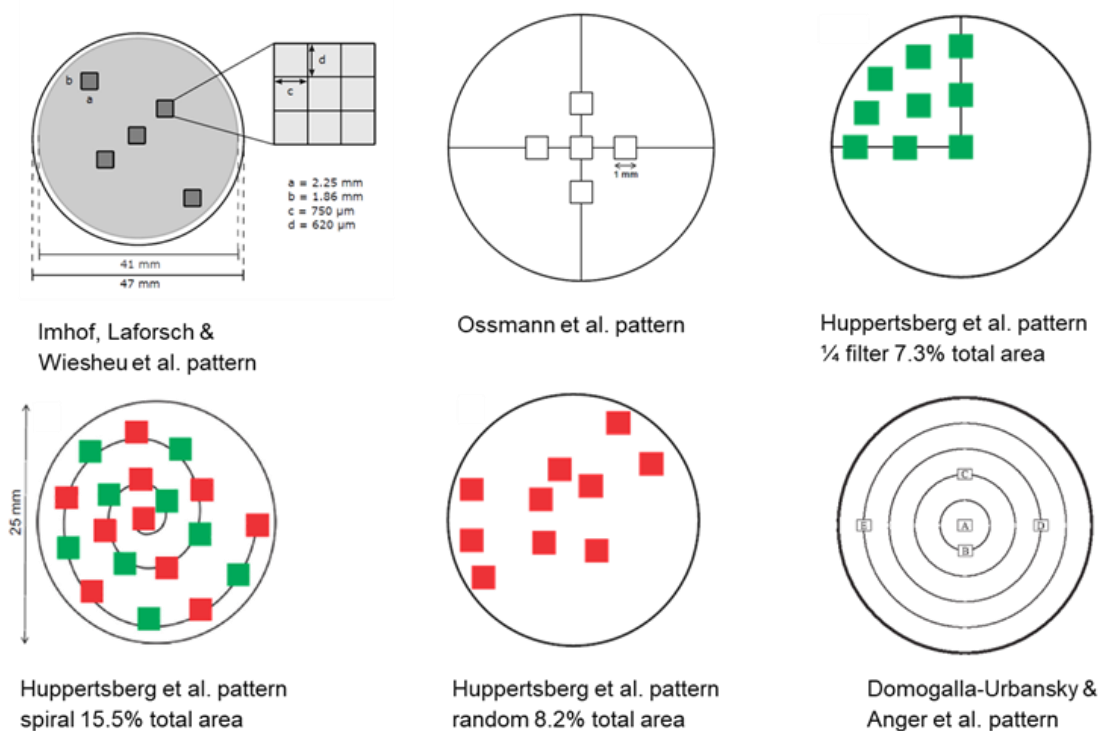 b
a
c
d
a = 2.25 mm
b = 1.86 mm
c = 750 µm
d = 620 µm
41 mm
47 mm
Imhof, Laforsch &
Wiesheu et al. pattern
1 mm
Ossmann et al. pattern
Huppertsberg et al. pattern
¼ filter 7.3% total area
25 mm
Huppertsberg et al. pattern
spiral 15.5% total area
Huppertsberg et al. pattern
random 8.2% total area
C
E
A
D
B
Domogalla-Urbansky &
Anger et al. pattern